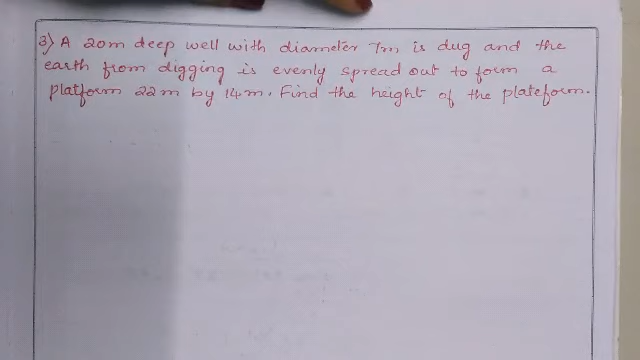 3) A 20m deep well with diameter 7m is dug and the
earth from digging is evenly spread out to form a
platform 22m by 14m. Find the height of the plateform.